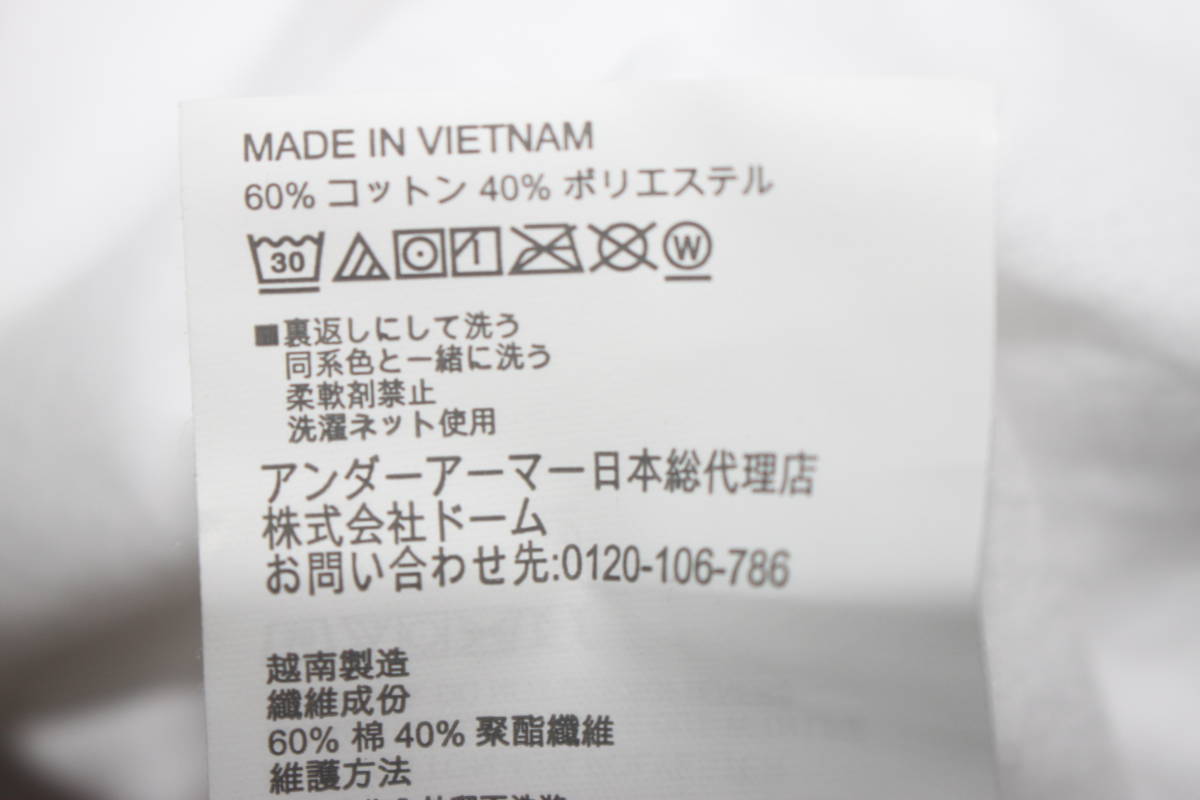 MADE IN VIETNAM
60% コットン 40% ポリエステル
30 W
■裏返しにして洗う
同系色と一緒に洗う
柔軟剤禁止
洗濯ネット使用
アンダーアーマー日本総代理店
株式会社ドーム
お問い合わせ先:0120-106-786
越南製造
纖維成份
60% 棉 40% 聚酯纖維
維護方法